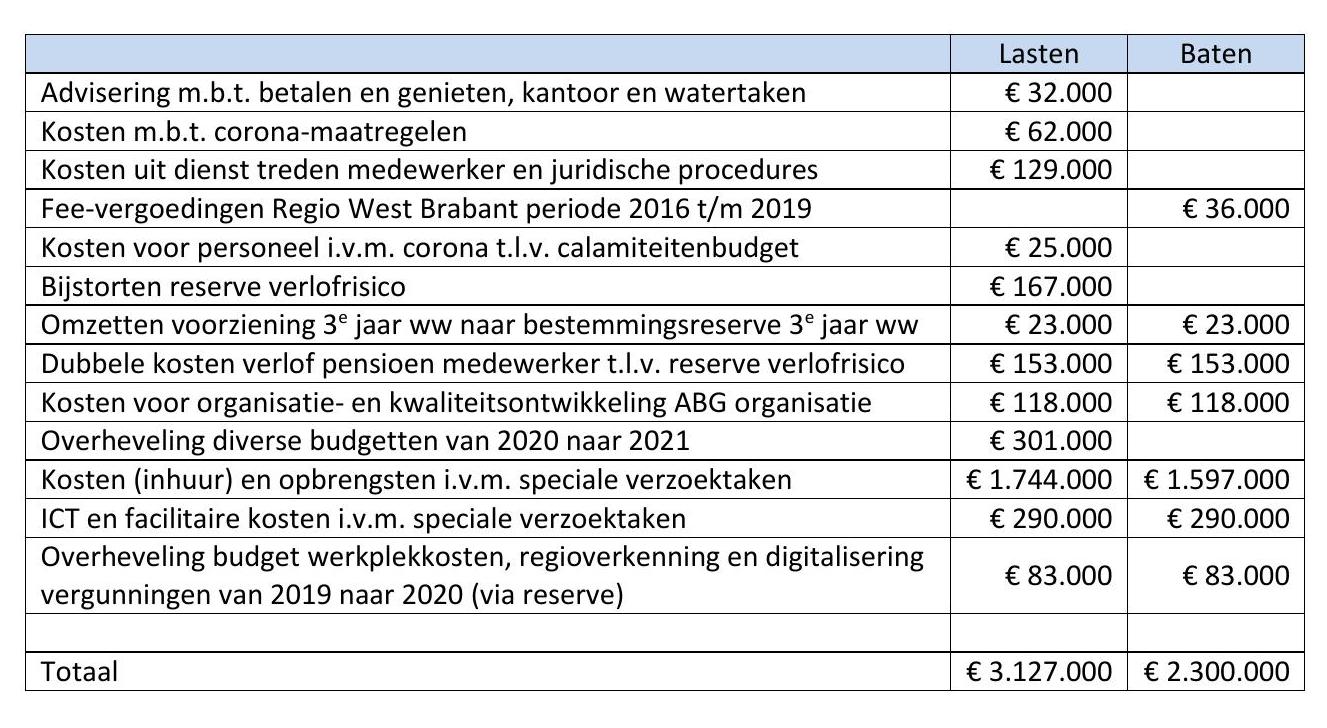 Lasten Baten
Advisering m.b.t. betalen en genieten, kantoor en watertaken € 32.000
Kosten m.b.t. corona-maatregelen € 62.000
Kosten uit dienst treden medewerker en juridische procedures € 129.000
Fee-vergoedingen Regio West Brabant periode 2016 t/m 2019 € 36.000
Kosten voor personeel i.v.m. corona t.l.v. calamiteitenbudget € 25.000
Bijstorten reserve verlofrisico € 167.000
Omzetten voorziening 3e jaar ww naar bestemmingsreserve 3e jaar ww € 23.000 € 23.000
Dubbele kosten verlof pensioen medewerker t.l.v. reserve verlofrisico € 153.000 € 153.000
Kosten voor organisatie- en kwaliteitsontwikkeling ABG organisatie € 118.000 € 118.000
Overheveling diverse budgetten van 2020 naar 2021 € 301.000
Kosten (inhuur) en opbrengsten i.v.m. speciale verzoektaken € 1.744.000 € 1.597.000
ICT en facilitaire kosten i.v.m. speciale verzoektaken € 290.000 € 290.000
Overheveling budget werkplekkosten, regioverkenning en digitalisering
vergunningen van 2019 naar 2020 (via reserve) € 83.000 € 83.000
Totaal € 3.127.000 € 2.300.000